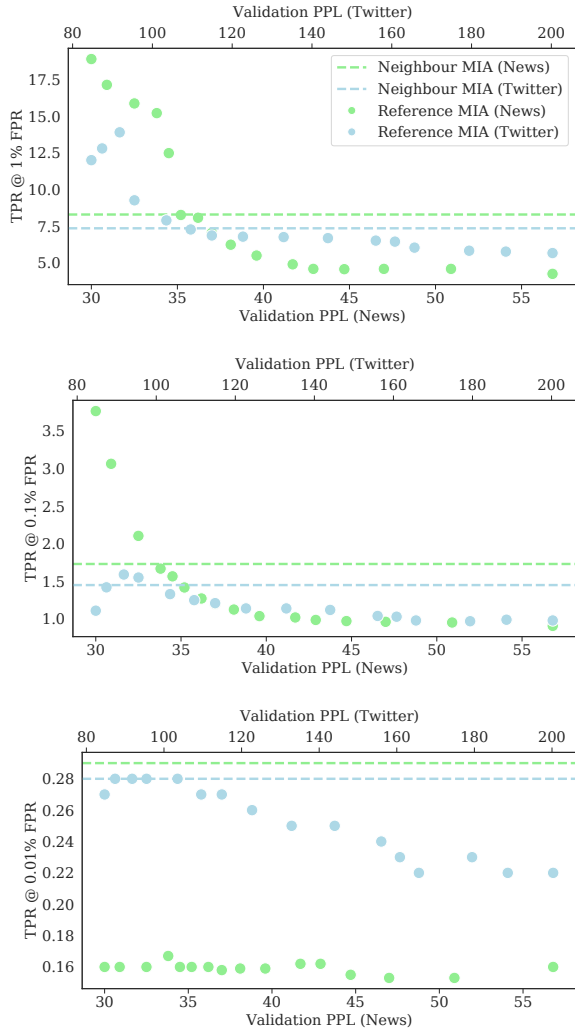 Validation PPL (Twitter)
80 100 120 140 160 180 200
17.5
15.0
12.5
10.0
7.5
5.0
TPR @ 1% FPR
Neighbour MIA (News)
Neighbour MIA (Twitter)
Reference MIA (News)
Reference MIA (Twitter)
30 35 40 45 50 55
Validation PPL (News)
Validation PPL (Twitter)
80 100 120 140 160 180 200
3.5
3.0
2.5
2.0
1.5
1.0
TPR @ 0.1% FPR
30 35 40 45 50 55
Validation PPL (News)
Validation PPL (Twitter)
80 100 120 140 160 180 200
0.28
0.26
0.24
0.22
0.20
0.18
0.16
TPR @ 0.01% FPR
30 35 40 45 50 55
Validation PPL (News)